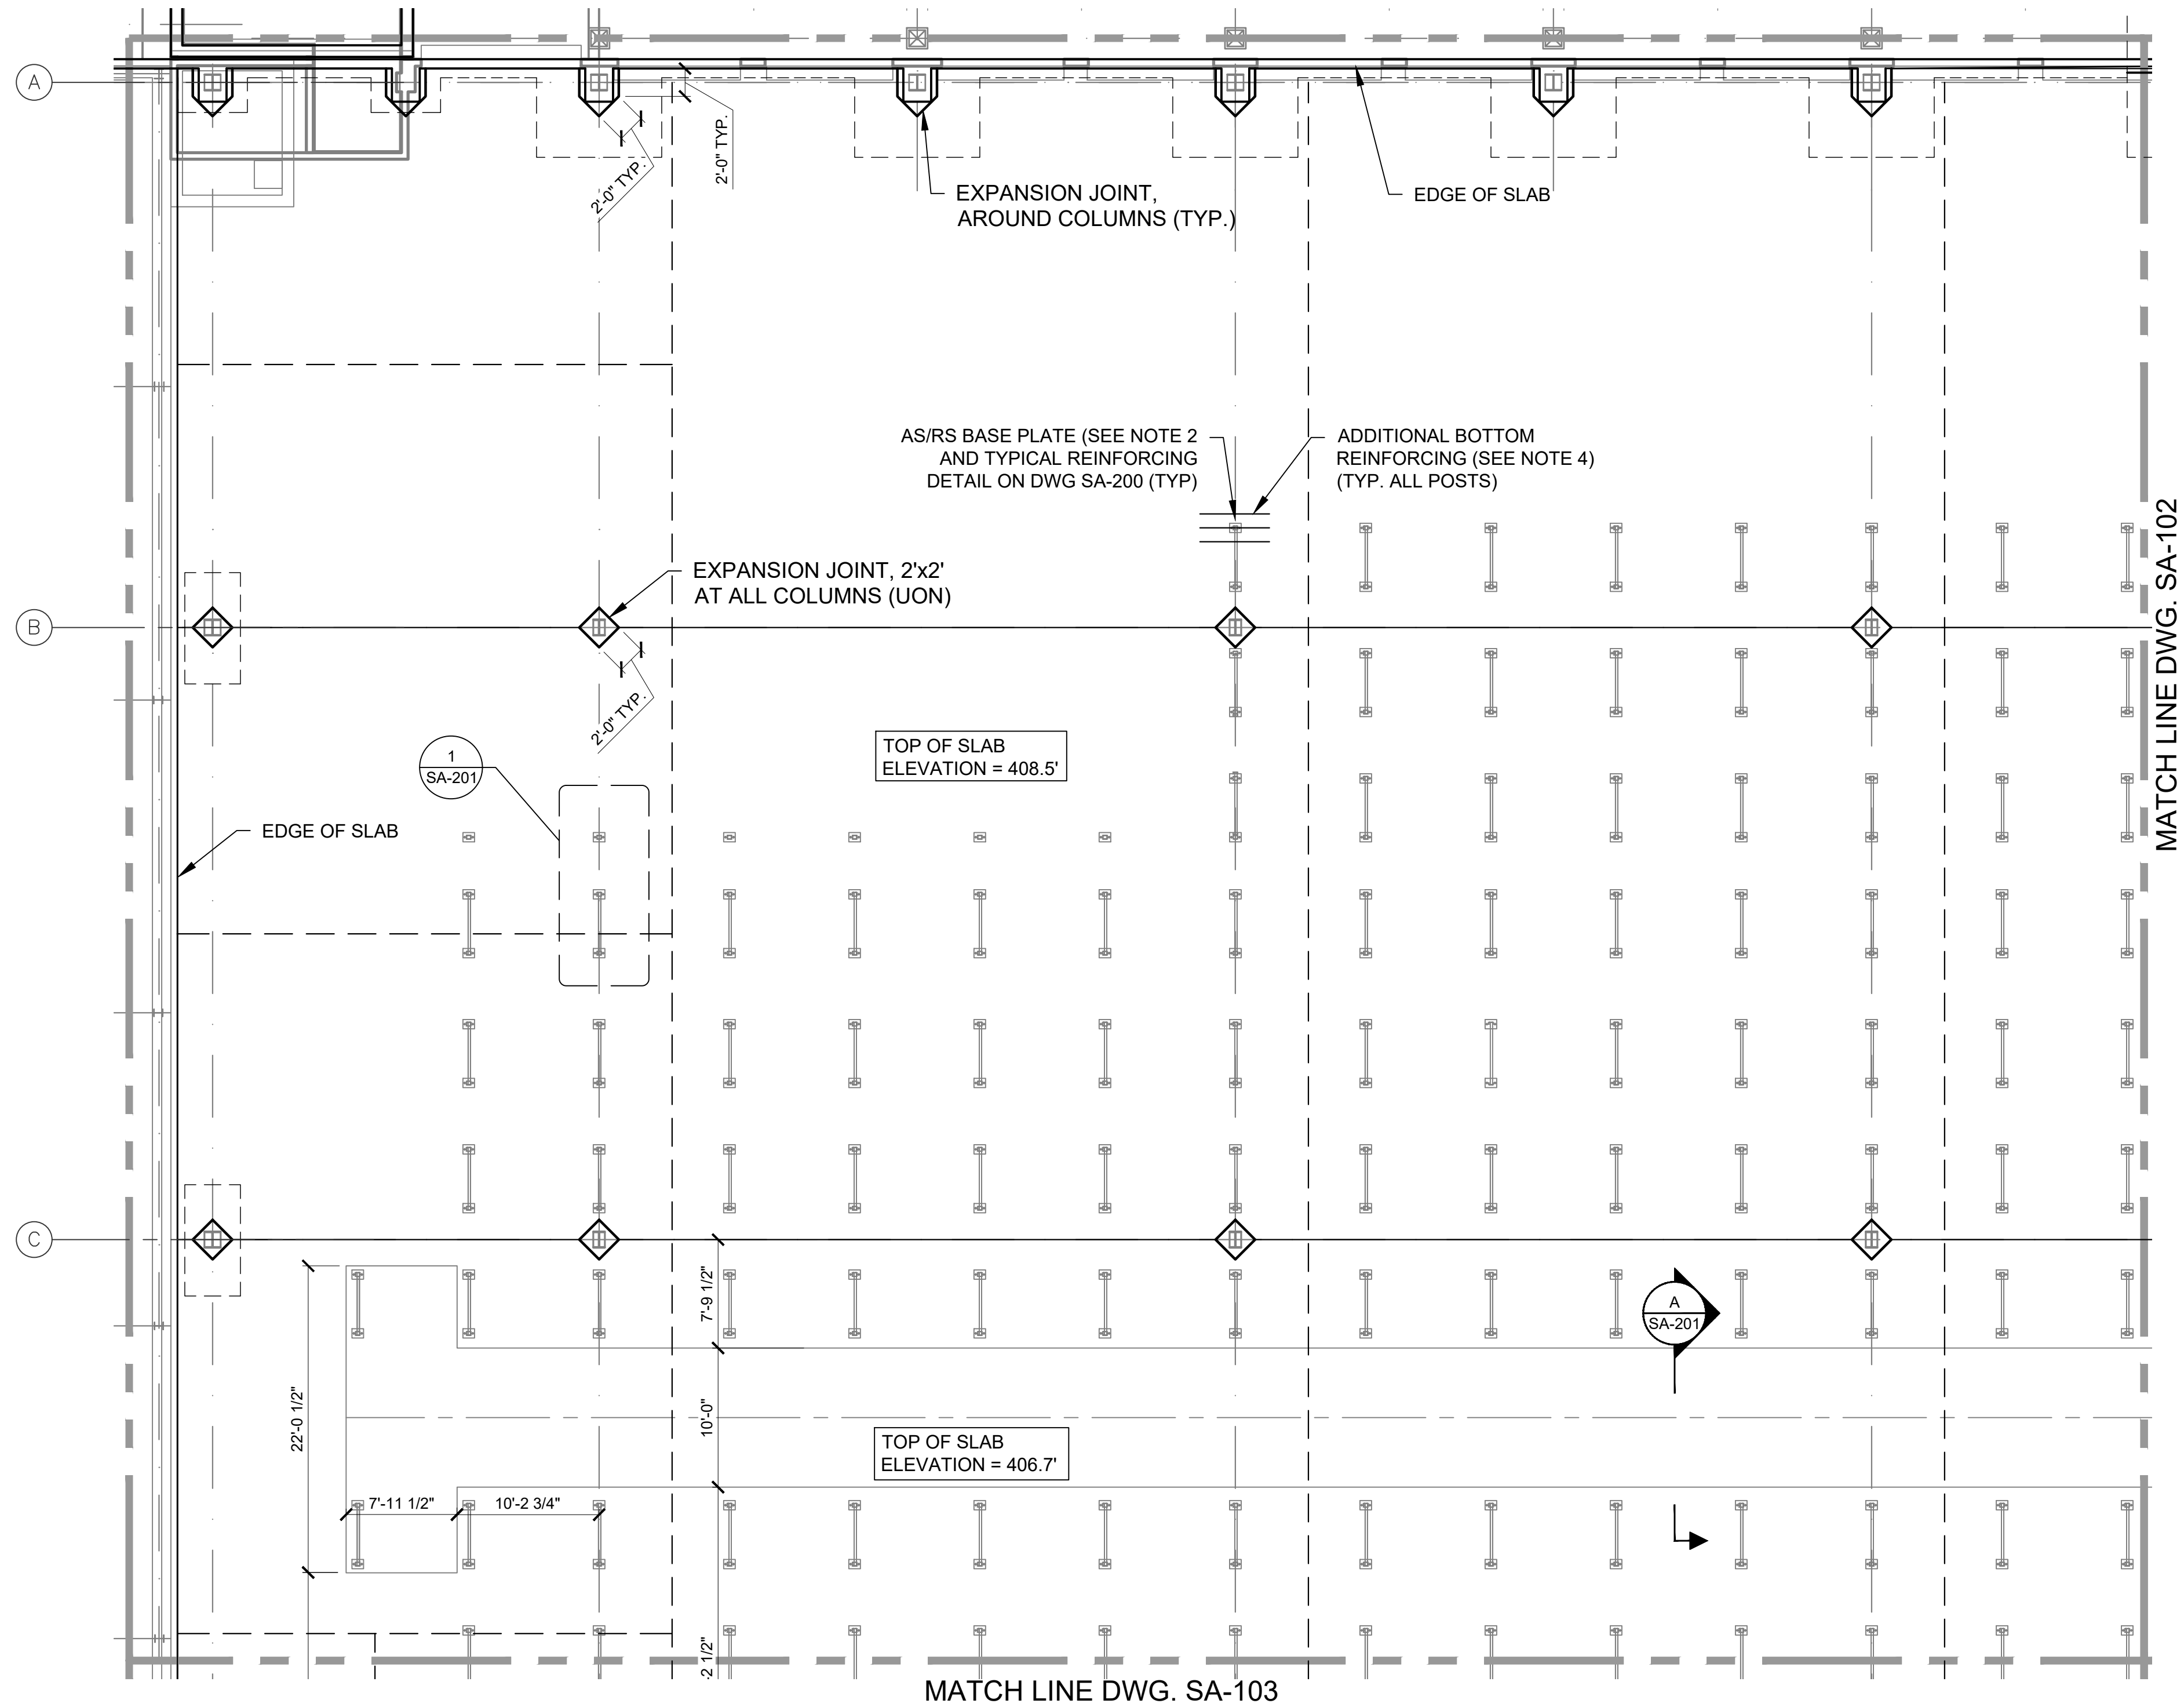 A
2'-0" TYP.
2'-0" TYP.
EXPANSION JOINT,
AROUND COLUMNS (TYP.)
EDGE OF SLAB
AS/RS BASE PLATE (SEE NOTE 2
AND TYPICAL REINFORCING
DETAIL ON DWG SA-200 (TYP)
ADDITIONAL BOTTOM
REINFORCING (SEE NOTE 4)
(TYP. ALL POSTS)
MATCH LINE DWG. SA-102
B
EXPANSION JOINT, 2'x2'
AT ALL COLUMNS (UON)
2'-0" TYP.
1
SA-201
TOP OF SLAB
ELEVATION = 408.5'
EDGE OF SLAB
C
7'-9 1/2"
A
SA-201
22'-0 1/2"
10'-0"
TOP OF SLAB
ELEVATION = 406.7'
7'-11 1/2"
10'-2 3/4"
-2 1/2"
MATCH LINE DWG. SA-103